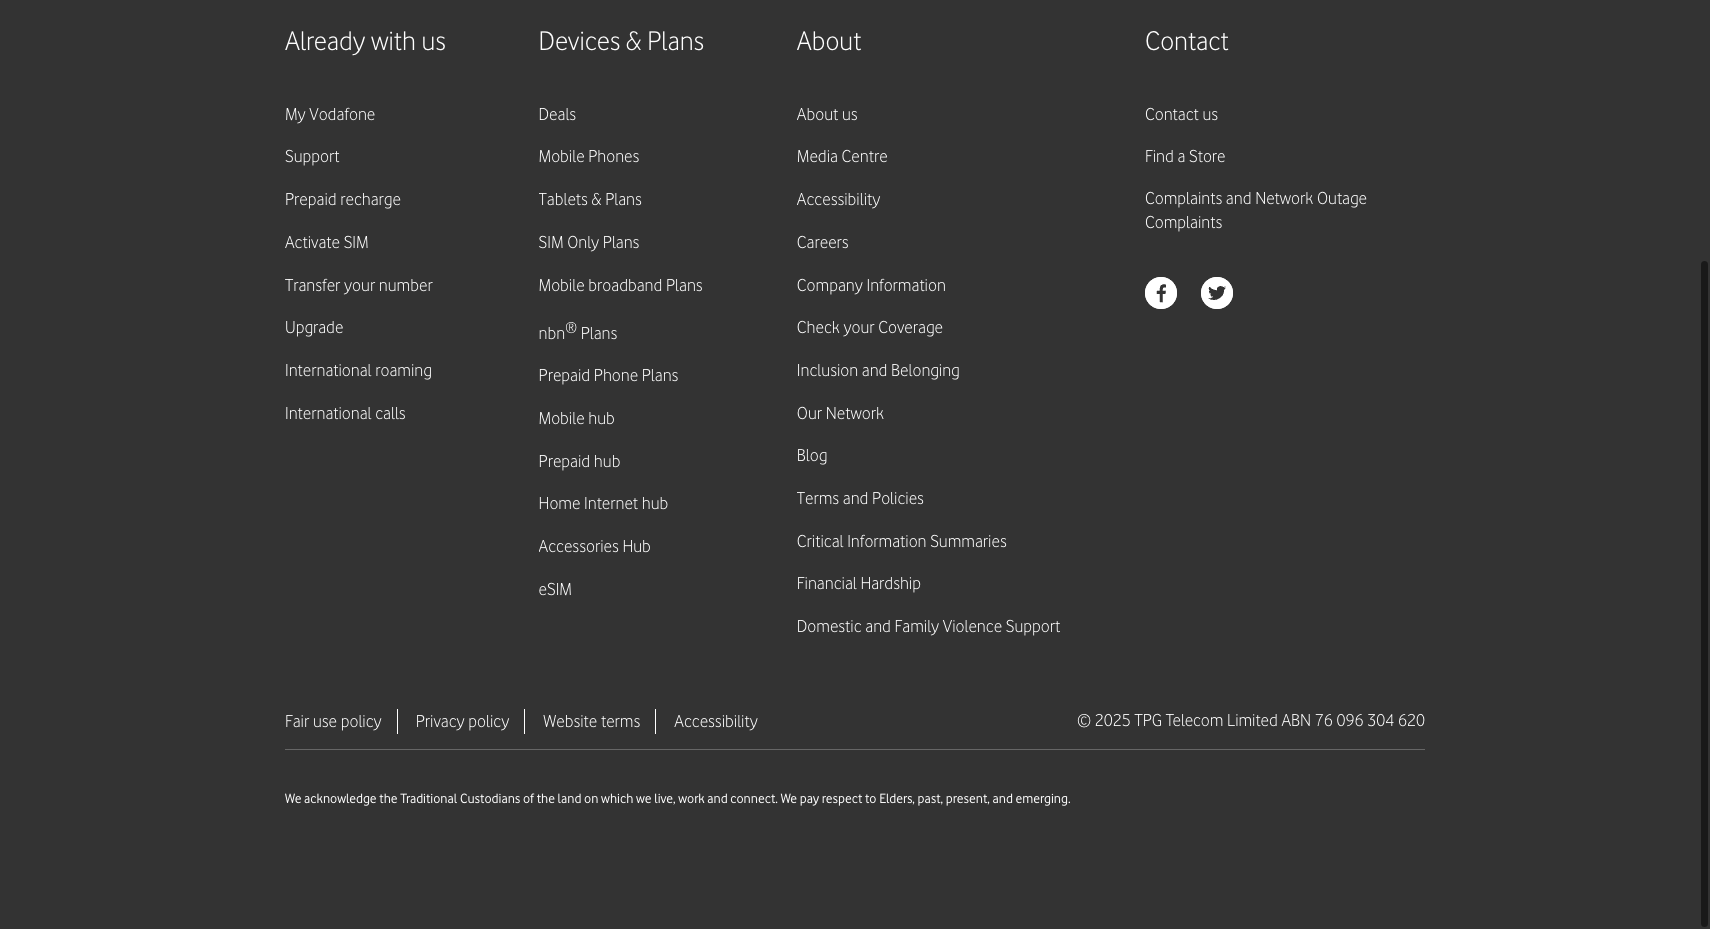 Already with us
My Vodafone
Support
Prepaid recharge
Activate SIM
Transfer your number
Upgrade
International roaming
International calls
Devices & Plans
Deals
Mobile Phones
Tablets & Plans
SIM Only Plans
Mobile broadband Plans
nbn® Plans
Prepaid Phone Plans
Mobile hub
Prepaid hub
Home Internet hub
Accessories Hub
eSIM
About
About us
Media Centre
Accessibility
Careers
Company Information
Check your Coverage
Inclusion and Belonging
Our Network
Blog
Terms and Policies
Critical Information Summaries
Financial Hardship
Domestic and Family Violence Support
Contact
Contact us
Find a Store
Complaints and Network Outage
Complaints
Fair use policy
Privacy policy
Website terms
Accessibility
© 2025 TPG Telecom Limited ABN 76 096 304 620
We acknowledge the Traditional Custodians of the land on which we live, work and connect. We pay respect to Elders, past, present, and emerging.